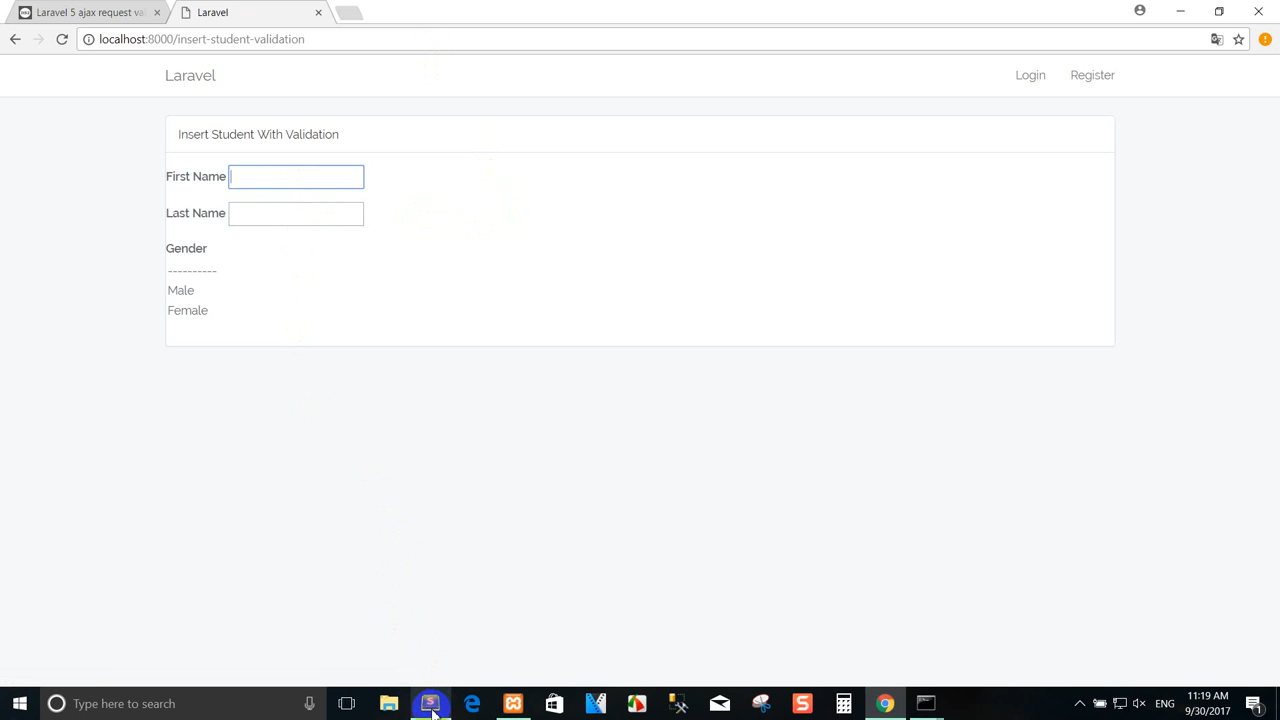 Laravel 5 ajax request va
Laravel
localhost:8000/insert-student-validation
Laravel
Login
Register
Insert Student With Validation
First Name
Last Name
Gender
----------
Male
Female
Type here to search
ENG
11:19 AM
9/30/2017
1